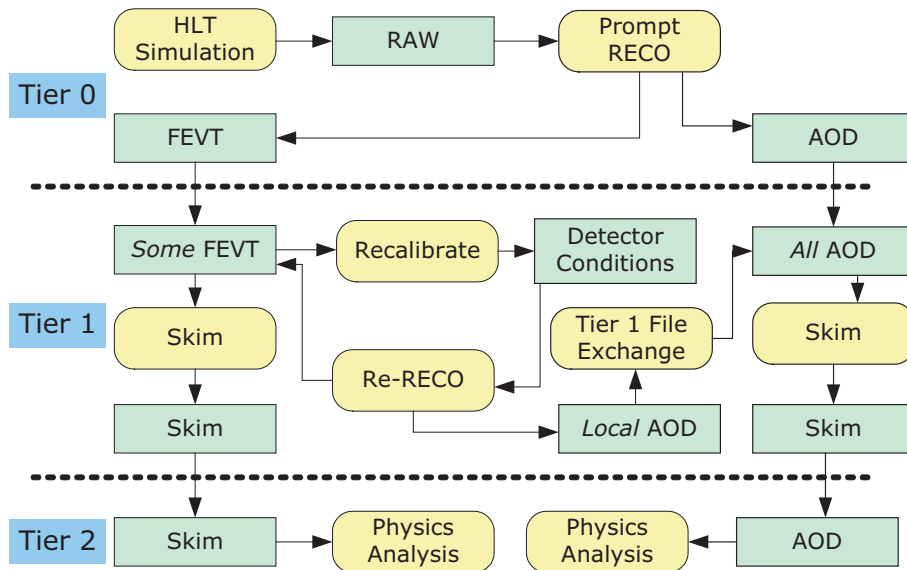 HLT
Simulation
RAW
Prompt
RECO
Tier 0
FEVT
AOD
Some FEVT
Recalibrate
Detector
Conditions
All AOD
Tier 1
Skim
Tier 1 File
Exchange
Skim
Re-RECO
Skim
Local AOD
Skim
Tier 2
Skim
Physics
Analysis
Physics
Analysis
AOD